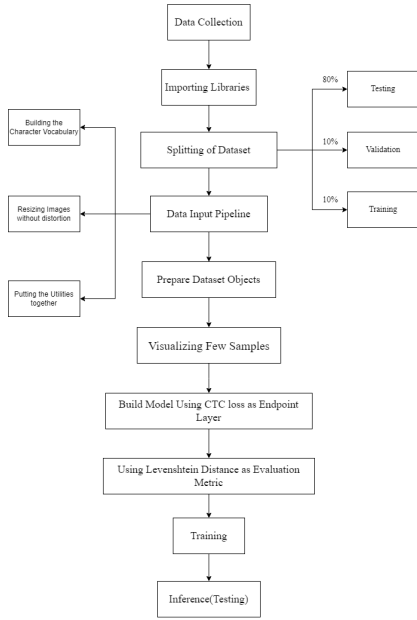 Data Collection
Importing Libraries
80%
Testing
Building the
Character Vocabulary
Splitting of Dataset
10%
Validation
10%
Training
Resizing Images
without distortion
Data Input Pipeline
Prepare Dataset Objects
Putting the Utilities
together
Visualizing Few Samples
Build Model Using CTC loss as Endpoint
Layer
Using Levenshtein Distance as Evaluation
Metric
Training
Inference(Testing)